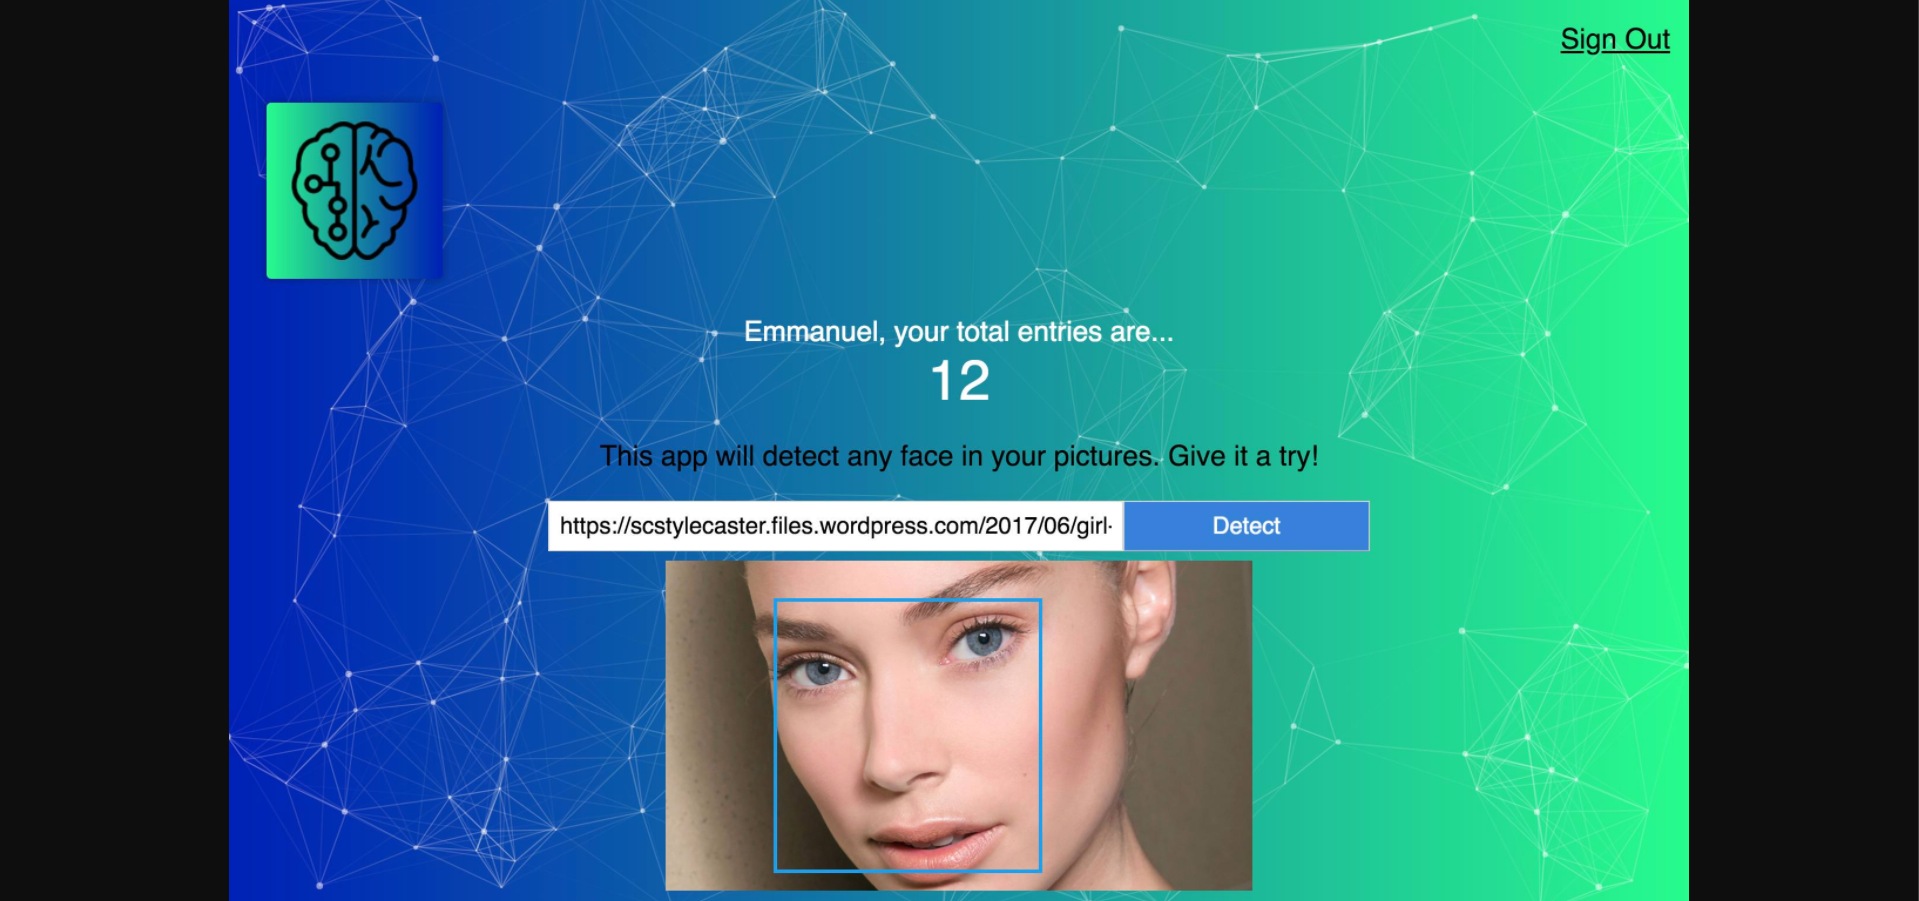 Sign Out
Emmanuel, your total entries are...
12
This app will detect any face in your pictures. Give it a try!
https://scstylecaster.files.wordpress.com/2017/06/girl-
Detect